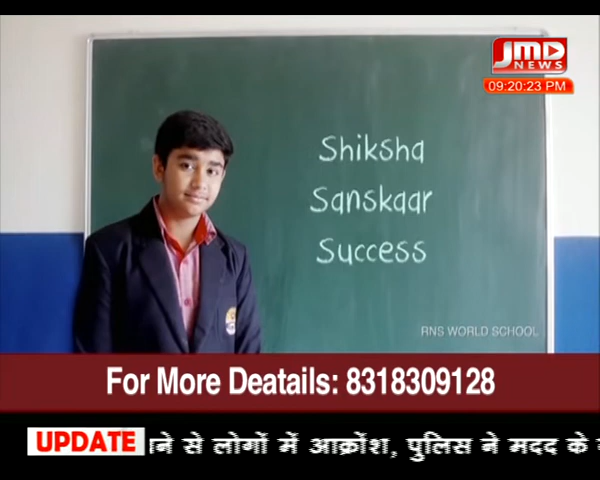 JMD
NEWS
09:20:23 PM
Shiksha
Sanskaar
Success
RNS WORLD SCHOOL
For More Deatails: 8318309128
UPDATE
ाने से लोगों में आक्रोंश, पुलिस ने मदद के